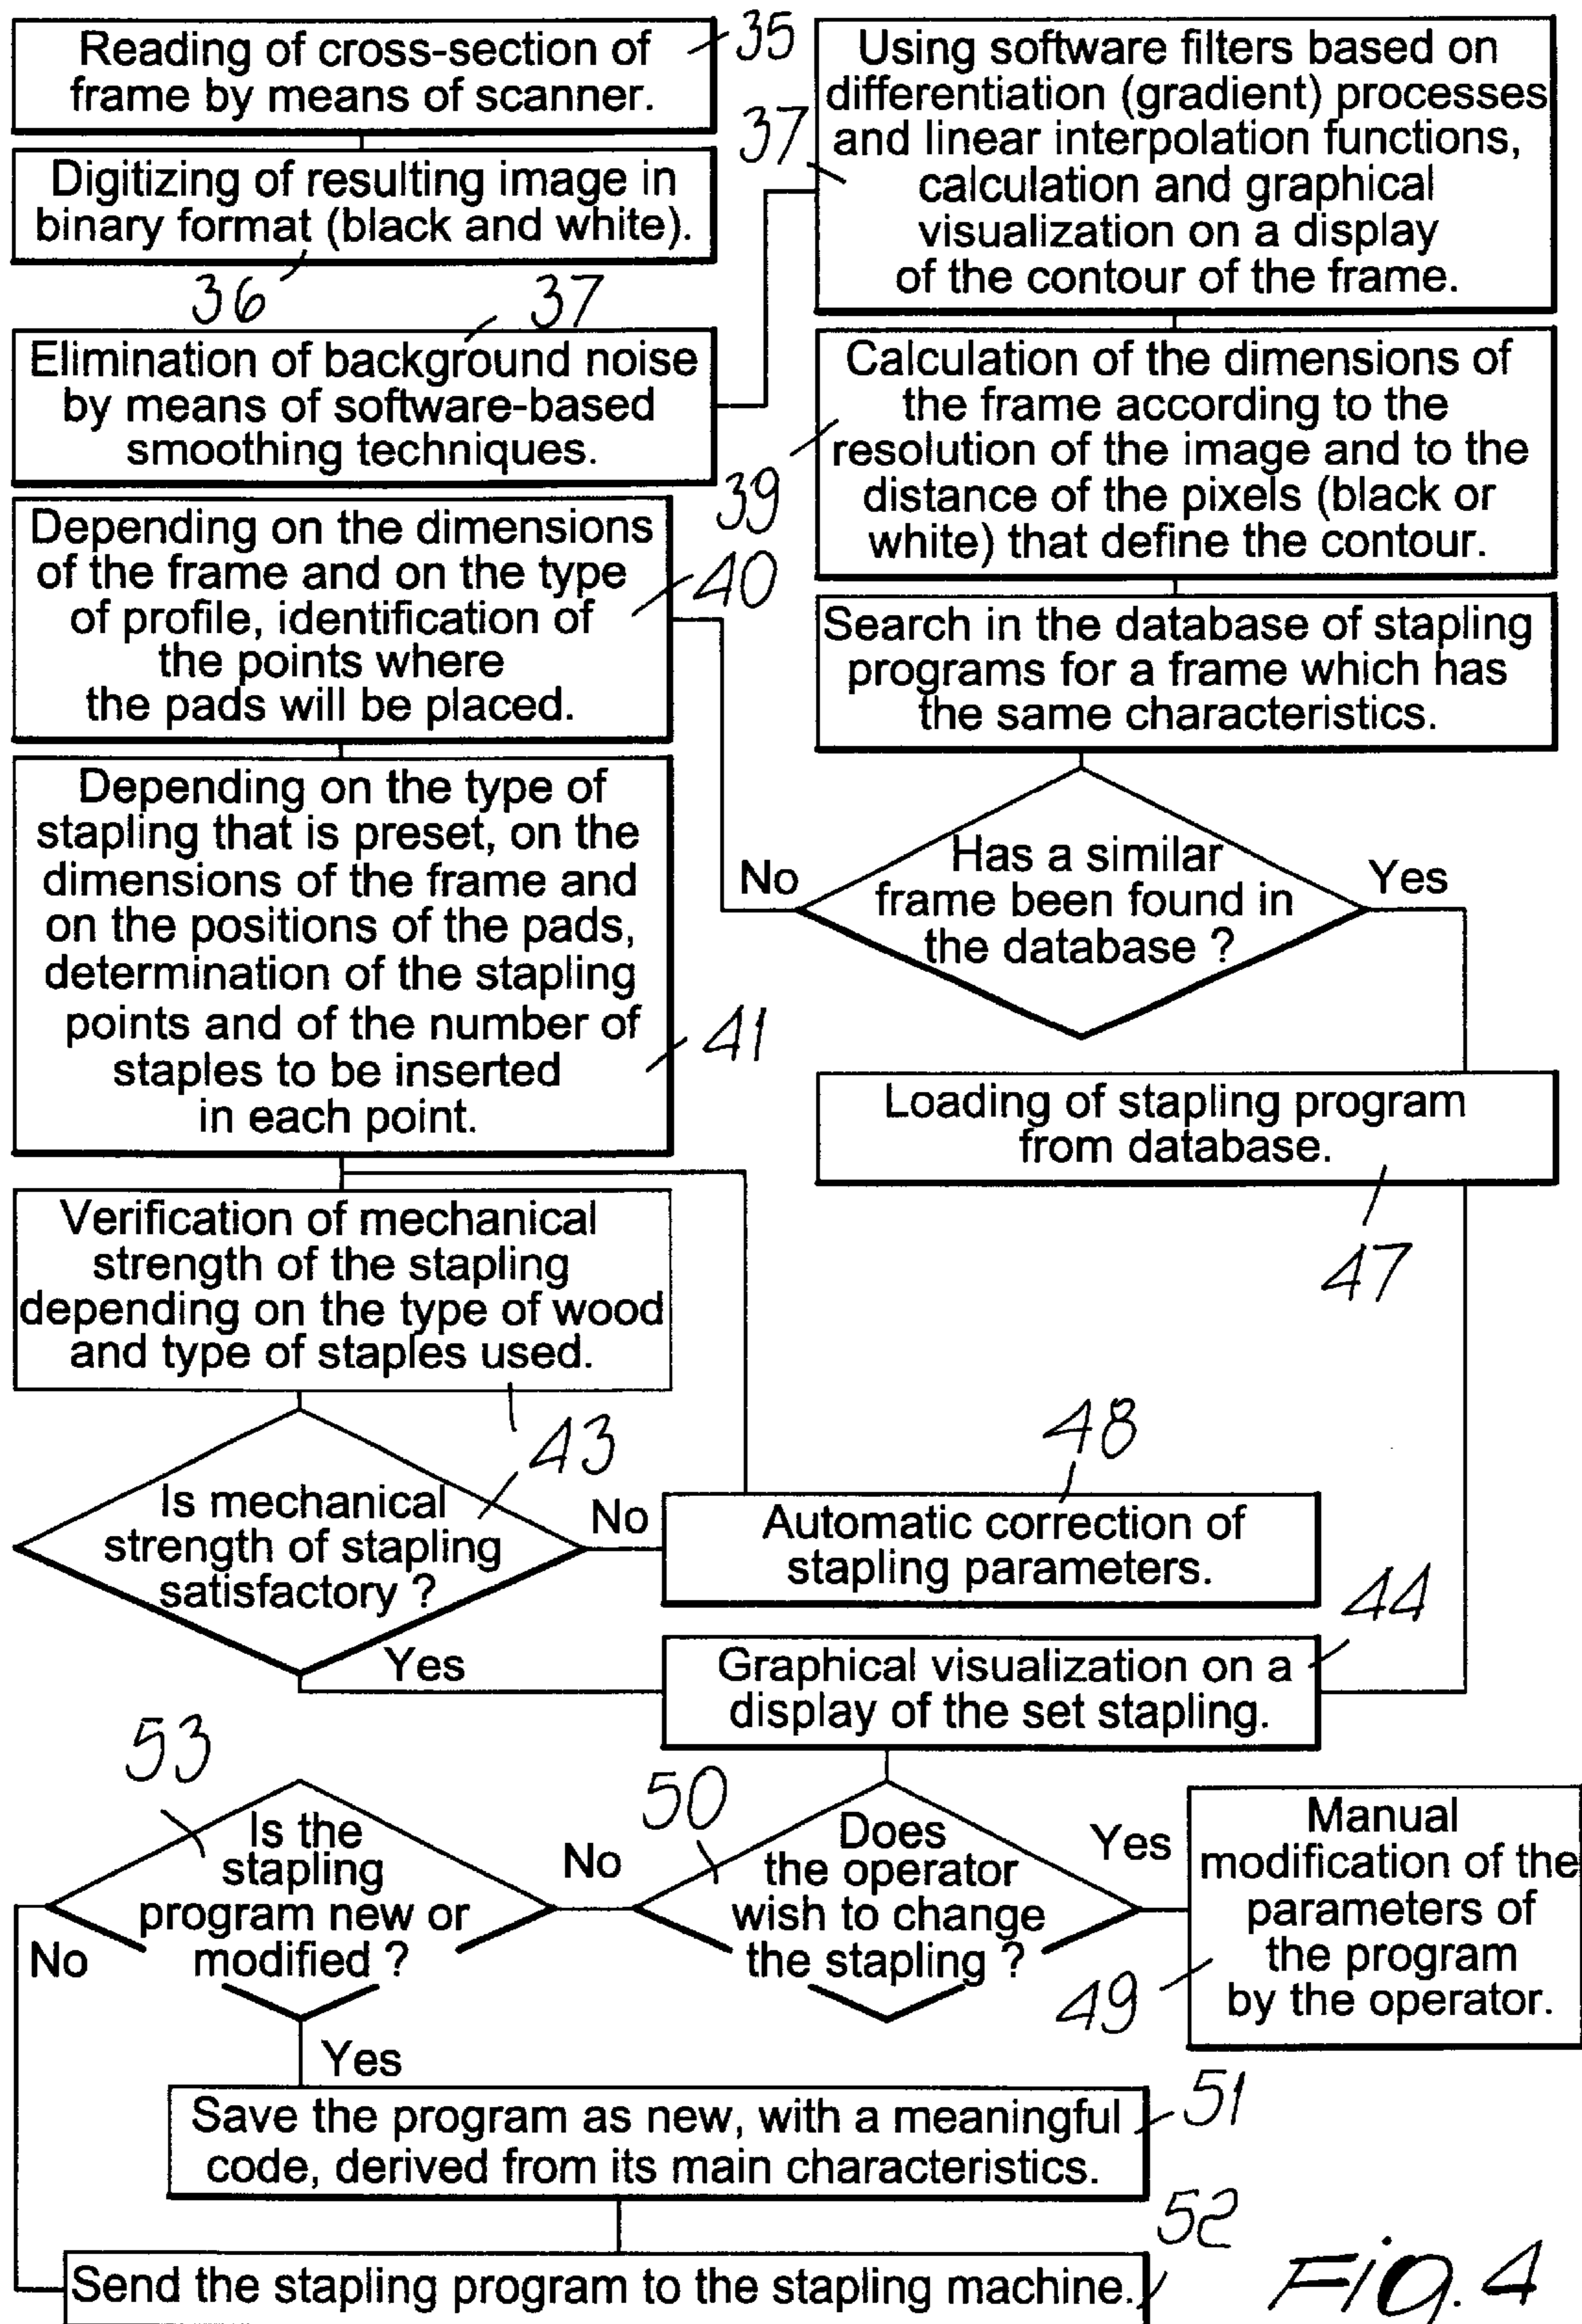 Reading of cross-section of
frame by means of scanner.
35
Digitizing of resulting image in
binary format (black and white).
36
37
Elimination of background noise
by means of software-based
smoothing techniques.
Using software filters based on
differentiation (gradient) processes
and linear interpolation functions,
calculation and graphical
visualization on a display
of the contour of the frame.
37
Calculation of the dimensions of
the frame according to the
resolution of the image and to the
distance of the pixels (black or
white) that define the contour.
39
Search in the database of stapling
programs for a frame which has
the same characteristics.
Has a similar
frame been found in
the database ?
No
Yes
Depending on the dimensions
of the frame and on the type
of profile, identification of
the points where
the pads will be placed.
40
Depending on the type of
stapling that is preset, on the
dimensions of the frame and
on the positions of the pads,
determination of the stapling
points and of the number of
staples to be inserted
in each point.
41
Loading of stapling program
from database.
47
Verification of mechanical
strength of the stapling
depending on the type of wood
and type of staples used.
43
Is mechanical
strength of stapling
satisfactory ?
No
Yes
48
Automatic correction of
stapling parameters.
44
Graphical visualization on a
display of the set stapling.
50
Does
the operator
wish to change
the stapling ?
Yes
No
Manual
modification of the
parameters of
the program
by the operator.
49
53
Is the
stapling
program new or
modified ?
No
Yes
Save the program as new, with a meaningful
code, derived from its main characteristics.
51
Send the stapling program to the stapling machine.
52
FIG. 4